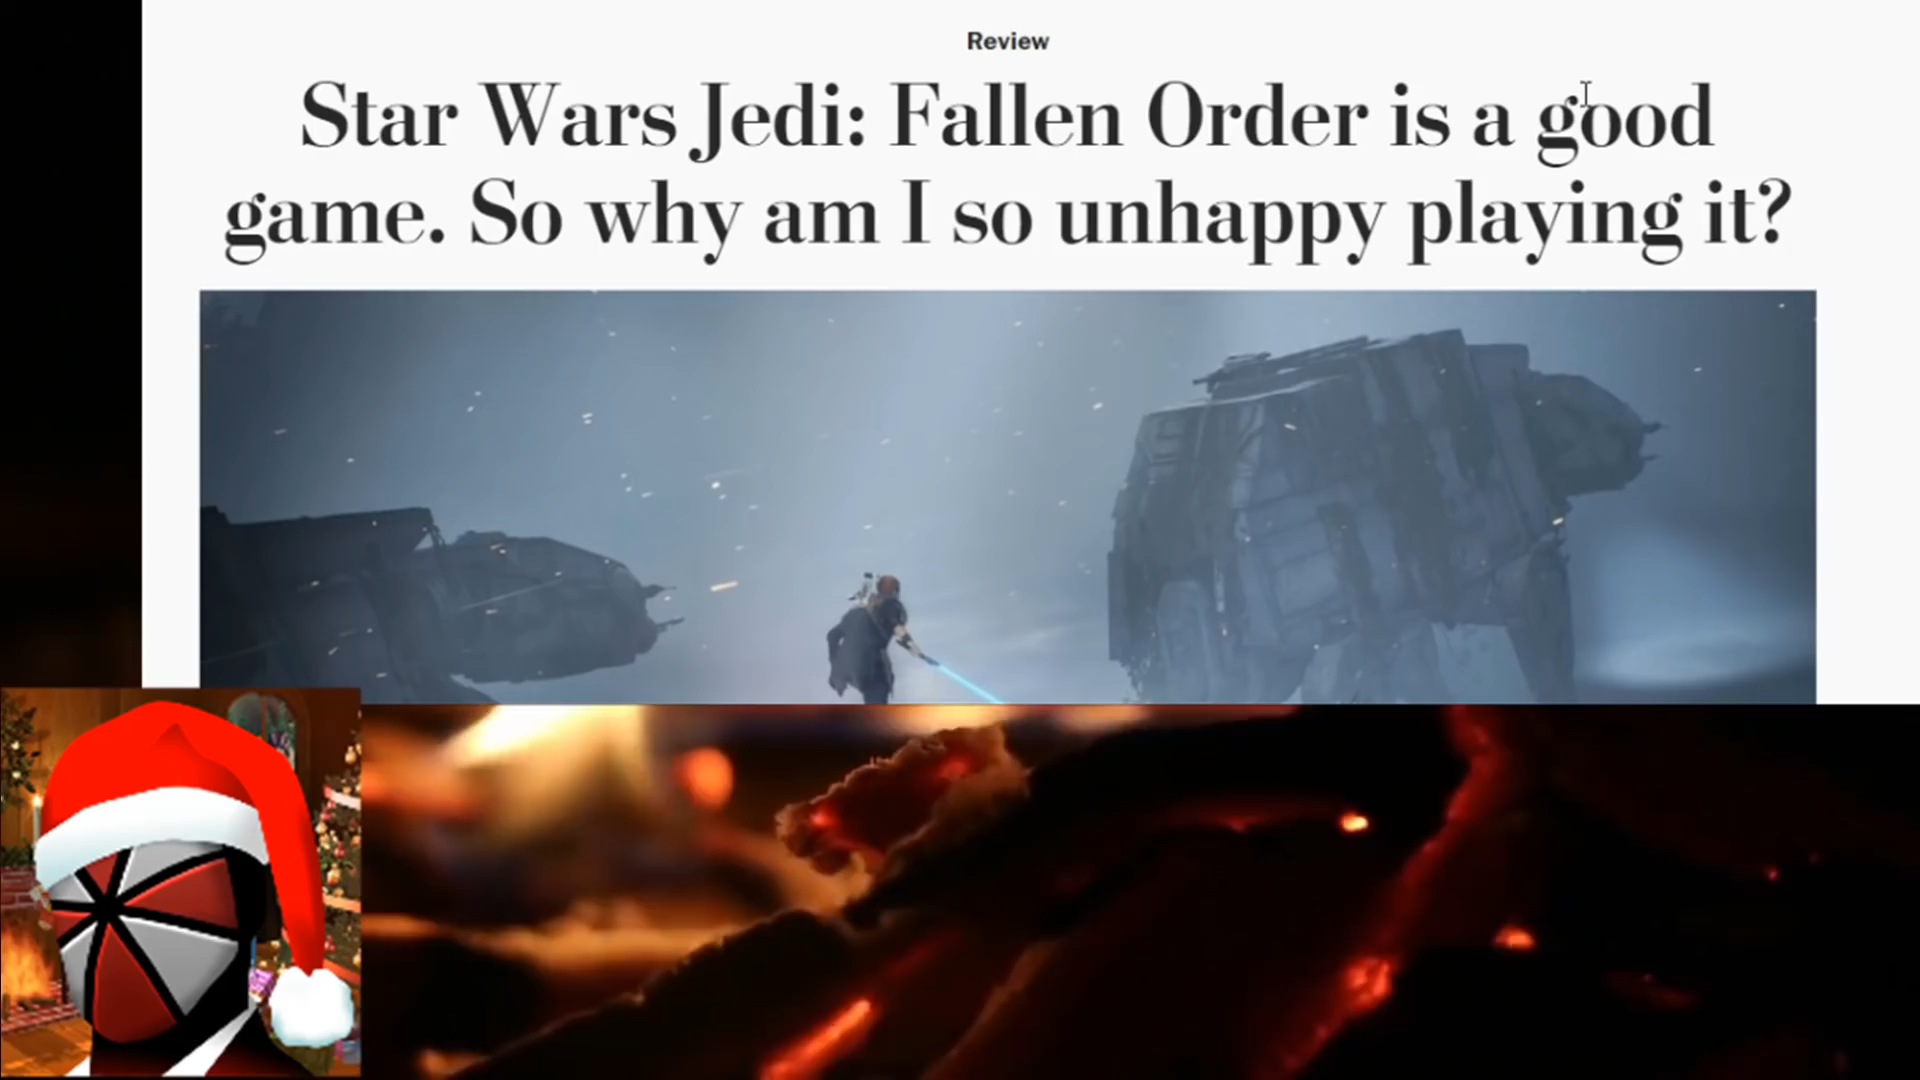 Review
Star Wars Jedi: Fallen Order is a good
game. So why am I so unhappy playing it?